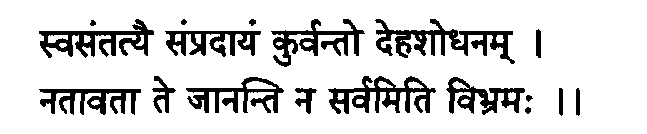 स्वसंतत्यै संप्रदायं कुर्वन्तो देहशोधनम् ।
नतावता ते जानन्ति न सर्वमिति विभ्रमः ।।